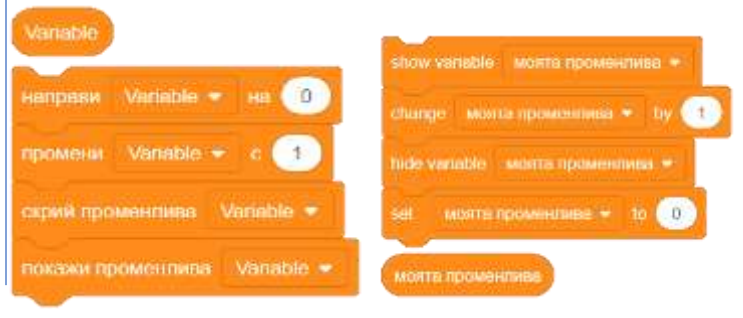 Variable
направи Variable на 0
промени Variable с 1
скрий променлива Variable
покажи променлива Variable
show variable моята променлива
change моята променлива by 1
hide variable моята променлива
set моята променлива to 0
моята променлива